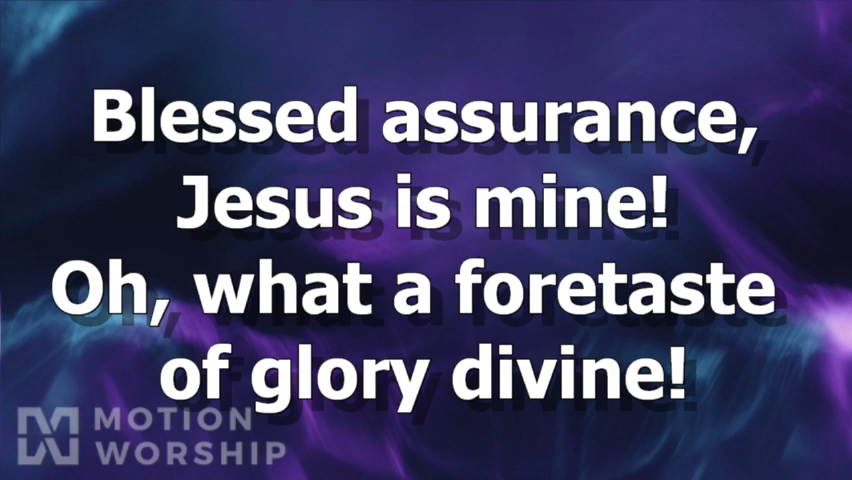 Blessed assurance,
Jesus is mine!
Oh, what a foretaste
of glory divine!
MOTION
WORSHIP